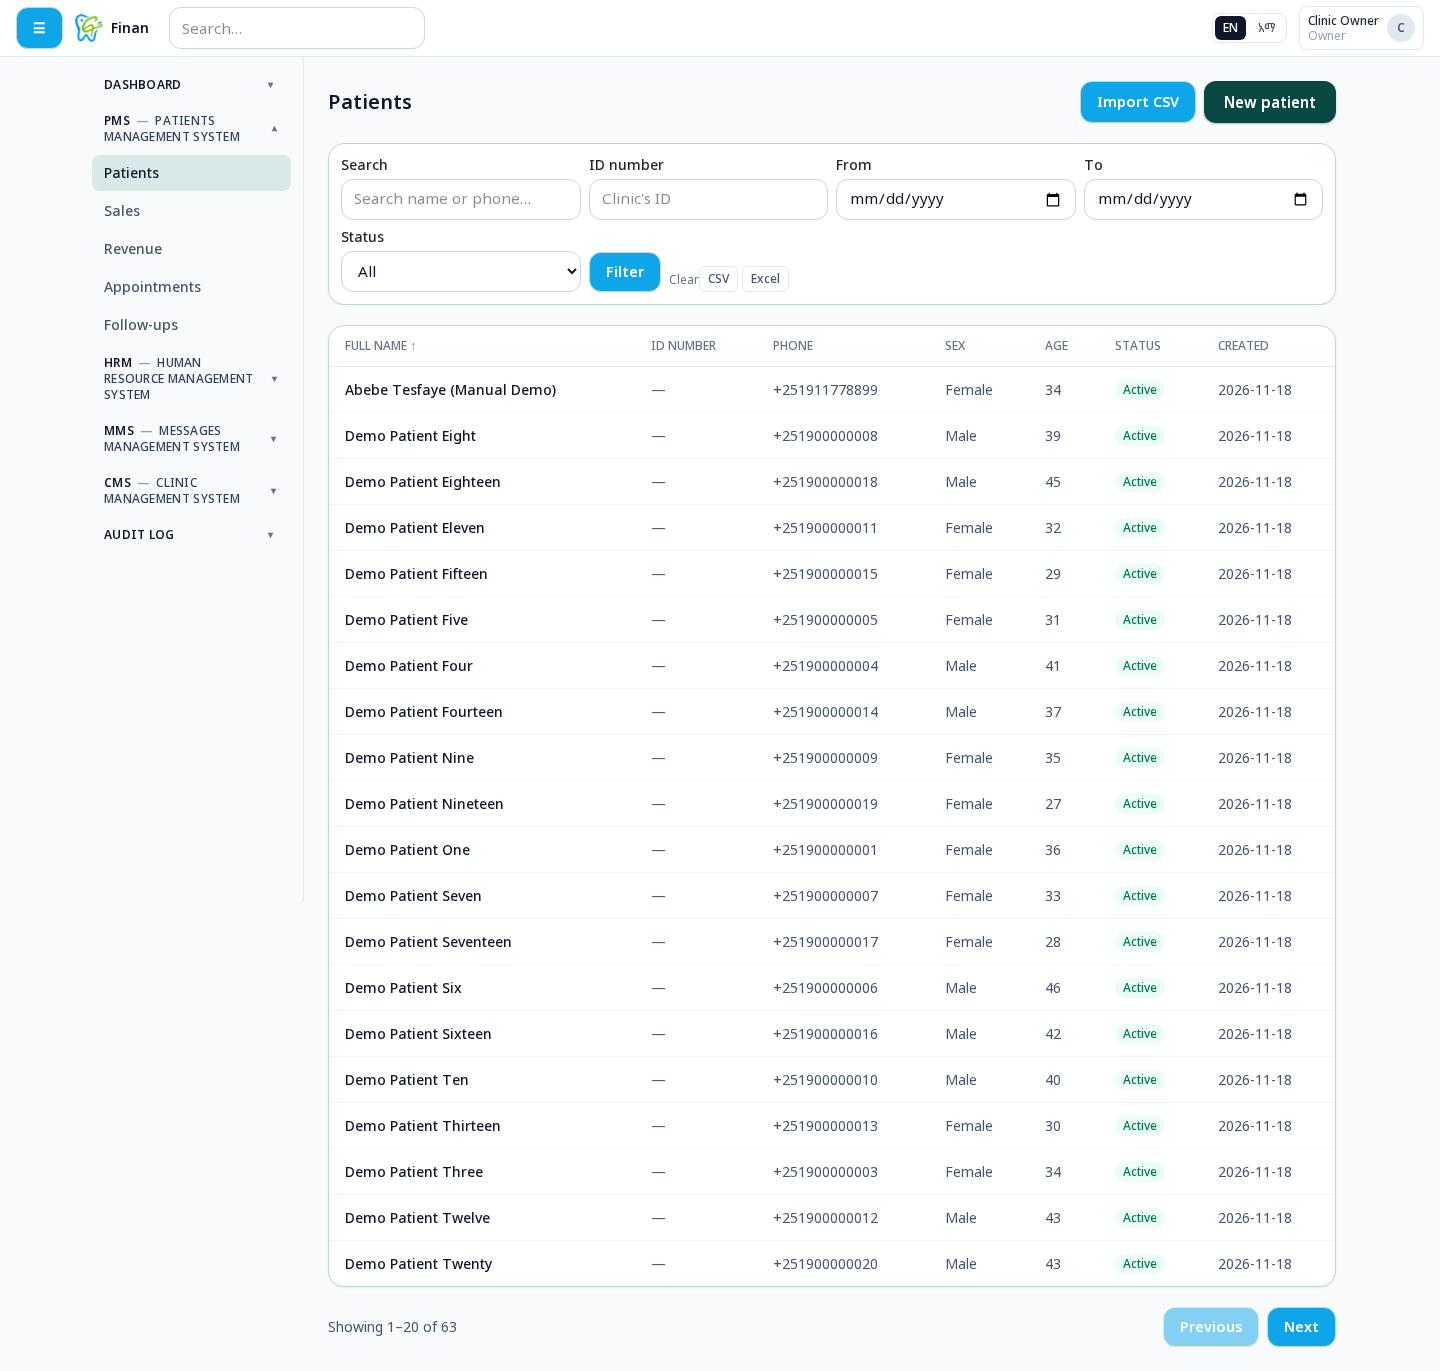 ☰ Finan Search... EN አማ Clinic Owner C
Owner
DASHBOARD ▾
PMS — PATIENTS MANAGEMENT SYSTEM ▴
Patients
Sales
Revenue
Appointments
Follow-ups
HRM — HUMAN RESOURCE MANAGEMENT SYSTEM ▾
MMS — MESSAGES MANAGEMENT SYSTEM ▾
CMS — CLINIC MANAGEMENT SYSTEM ▾
AUDIT LOG ▾
Patients Import CSV New patient
Search ID number From To
Search name or phone... Clinic's ID mm/dd/yyyy mm/dd/yyyy
Status
All Filter Clear CSV Excel
FULL NAME ↑ ID NUMBER PHONE SEX AGE STATUS CREATED
Abebe Tesfaye (Manual Demo) — +251911778899 Female 34 Active 2026-11-18
Demo Patient Eight — +251900000008 Male 39 Active 2026-11-18
Demo Patient Eighteen — +251900000018 Male 45 Active 2026-11-18
Demo Patient Eleven — +251900000011 Female 32 Active 2026-11-18
Demo Patient Fifteen — +251900000015 Female 29 Active 2026-11-18
Demo Patient Five — +251900000005 Female 31 Active 2026-11-18
Demo Patient Four — +251900000004 Male 41 Active 2026-11-18
Demo Patient Fourteen — +251900000014 Male 37 Active 2026-11-18
Demo Patient Nine — +251900000009 Female 35 Active 2026-11-18
Demo Patient Nineteen — +251900000019 Female 27 Active 2026-11-18
Demo Patient One — +251900000001 Female 36 Active 2026-11-18
Demo Patient Seven — +251900000007 Female 33 Active 2026-11-18
Demo Patient Seventeen — +251900000017 Female 28 Active 2026-11-18
Demo Patient Six — +251900000006 Male 46 Active 2026-11-18
Demo Patient Sixteen — +251900000016 Male 42 Active 2026-11-18
Demo Patient Ten — +251900000010 Male 40 Active 2026-11-18
Demo Patient Thirteen — +251900000013 Female 30 Active 2026-11-18
Demo Patient Three — +251900000003 Female 34 Active 2026-11-18
Demo Patient Twelve — +251900000012 Male 43 Active 2026-11-18
Demo Patient Twenty — +251900000020 Male 43 Active 2026-11-18
Showing 1–20 of 63 Previous Next